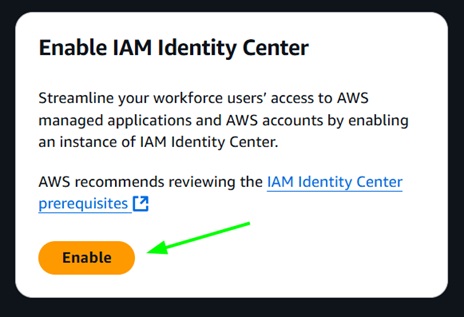 Enable IAM Identity Center
Streamline your workforce users’ access to AWS
managed applications and AWS accounts by enabling
an instance of IAM Identity Center.
AWS recommends reviewing the IAM Identity Center
prerequisites
Enable